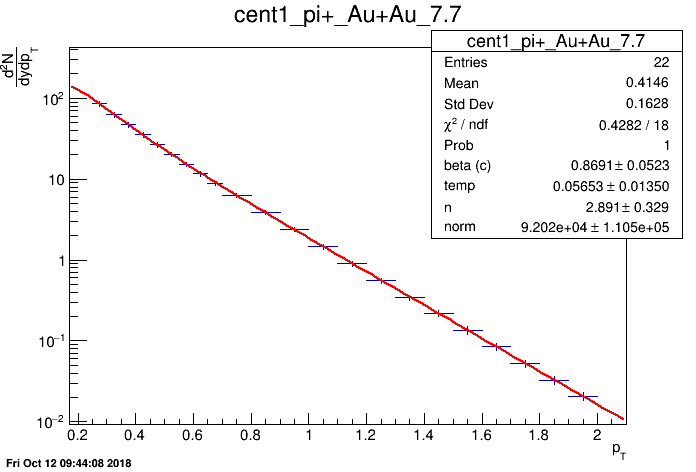 cent1_pi+_Au+Au_7.7
cent1_pi+_Au+Au_7.7
Entries 22
Mean 0.4146
Std Dev 0.1628
χ² / ndf 0.4282 / 18
Prob 1
beta (c) 0.8691 ± 0.0523
temp 0.05653 ± 0.01350
n 2.891 ± 0.329
norm 9.202e+04 ± 1.105e+05
d²N
dydp_T
10²
10
1
10⁻¹
10⁻²
0.2 0.4 0.6 0.8 1 1.2 1.4 1.6 1.8 2
p_T
Fri Oct 12 09:44:08 2018